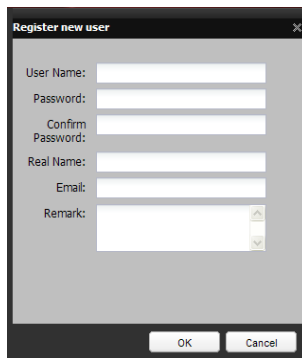 Register new user
User Name:
Password:
Confirm
Password:
Real Name:
Email:
Remark:
OK Cancel